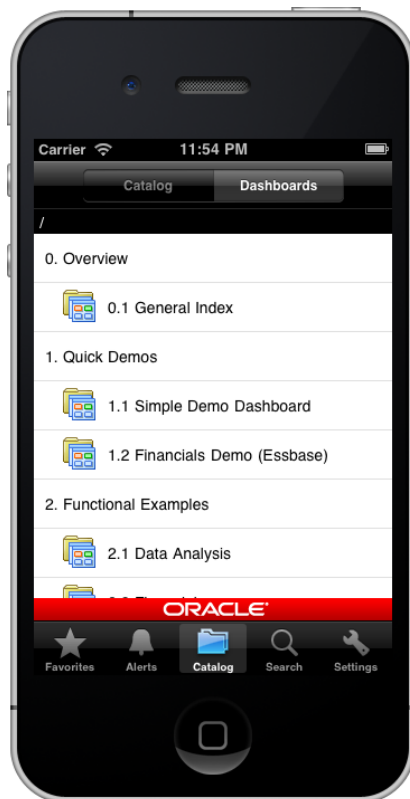 Carrier 11:54 PM
Catalog Dashboards
/
0. Overview
0.1 General Index
1. Quick Demos
1.1 Simple Demo Dashboard
1.2 Financials Demo (Essbase)
2. Functional Examples
2.1 Data Analysis
ORACLE
Favorites Alerts Catalog Search Settings